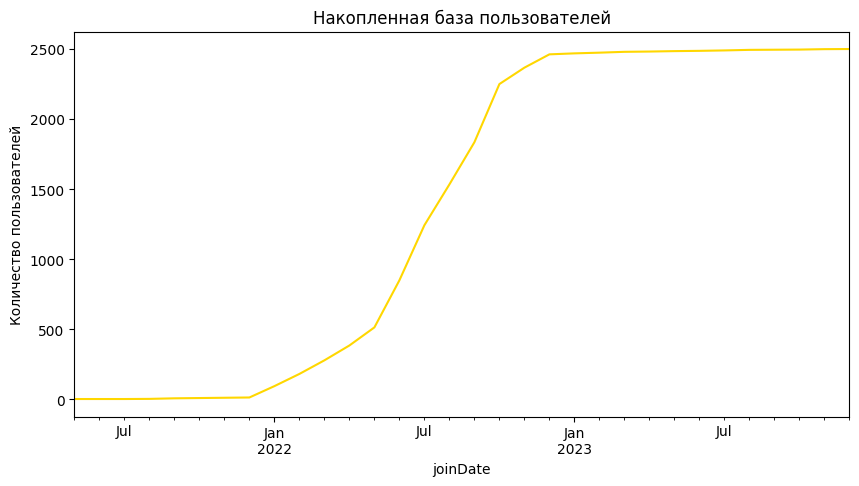 Накопленная база пользователей
Количество пользователей
2500
2000
1500
1000
500
0
Jul
Jan
2022
Jul
Jan
2023
Jul
joinDate